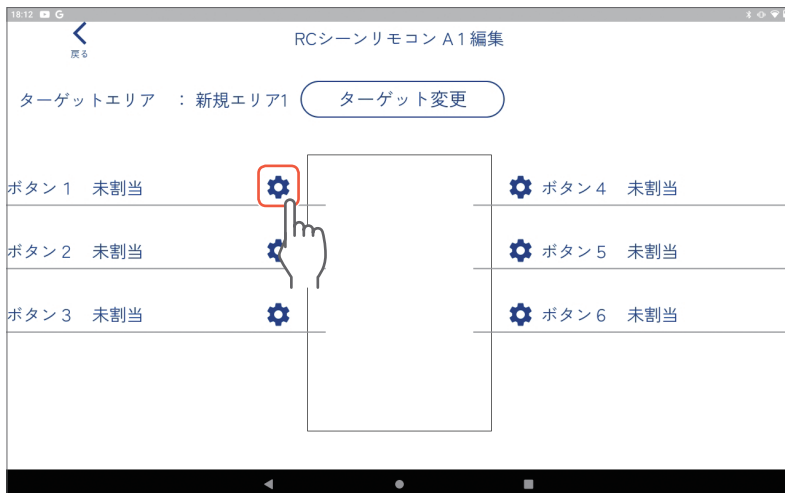 18:12 G
戻る
RCシーンリモコン A1編集
ターゲットエリア ：新規エリア1 ターゲット変更
ボタン1 未割当
ボタン2 未割当
ボタン3 未割当
ボタン4 未割当
ボタン5 未割当
ボタン6 未割当